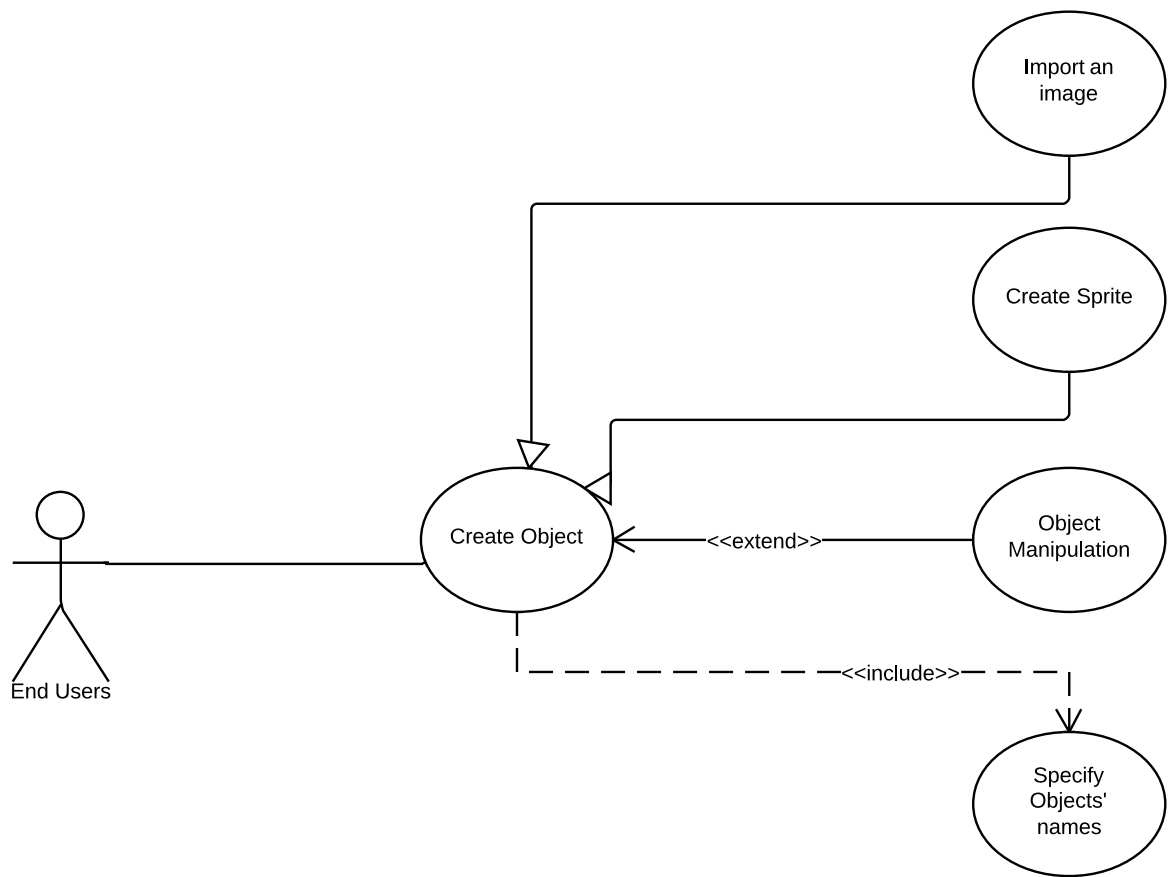 Import an
image
Create Sprite
Create Object
<<extend>>
Object
Manipulation
<<include>>
End Users
Specify
Objects'
names